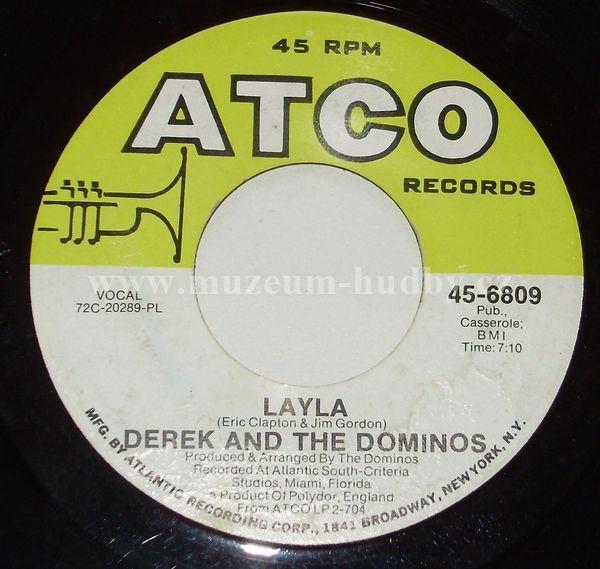 45 RPM
ATCO
RECORDS
www.muzeum-hudby.cz
VOCAL
72C-20289-PL
45-6809
Pub.,
Casserole;
BMI
Time: 7:10
LAYLA
(Eric Clapton & Jim Gordon)
DEREK AND THE DOMINOS
Produced & Arranged By The Dominos
Recorded At Atlantic South-Criteria
Studios, Miami, Florida
a Product Of Polydor, England
From ATCO LP 2-704
MFG. BY ATLANTIC RECORDING CORP., 1841 BROADWAY, NEW YORK, N.Y.